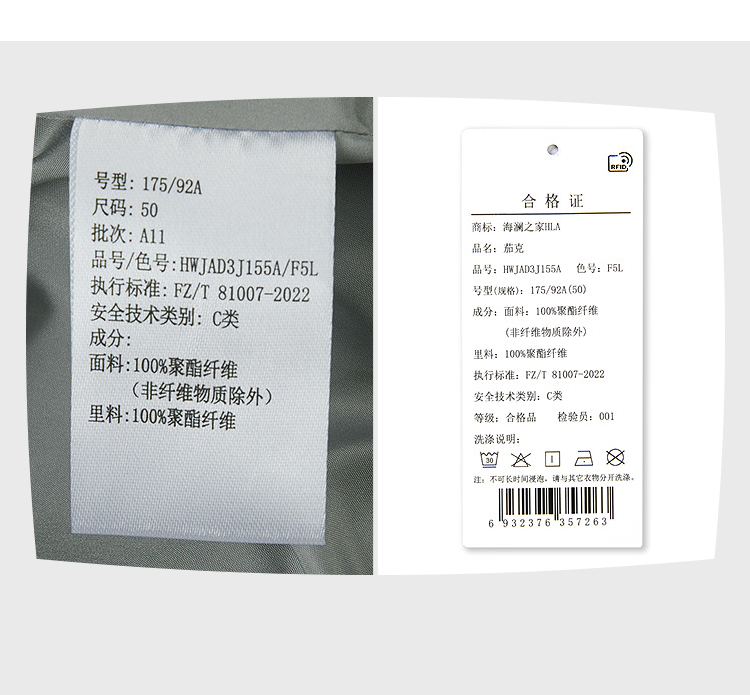 号型: 175/92A
尺码: 50
批次: A11
品号/色号: HWJAD3J155A/F5L
执行标准: FZ/T 81007-2022
安全技术类别: C类
成分:
面料:100%聚酯纤维
（非纤维物质除外）
里料:100%聚酯纤维
RFID
合格证
商标: 海澜之家HLA
品名: 茄克
品号: HWJAD3J155A 色号: F5L
号型(规格): 175/92A(50)
成分: 面料: 100%聚酯纤维
(非纤维物质除外)
里料: 100%聚酯纤维
执行标准: FZ/T 81007-2022
安全技术类别: C类
等级: 合格品 检验员: 001
洗涤说明:
30
注: 不可长时间浸泡, 请与其它衣物分开洗涤。
6 932376 357263